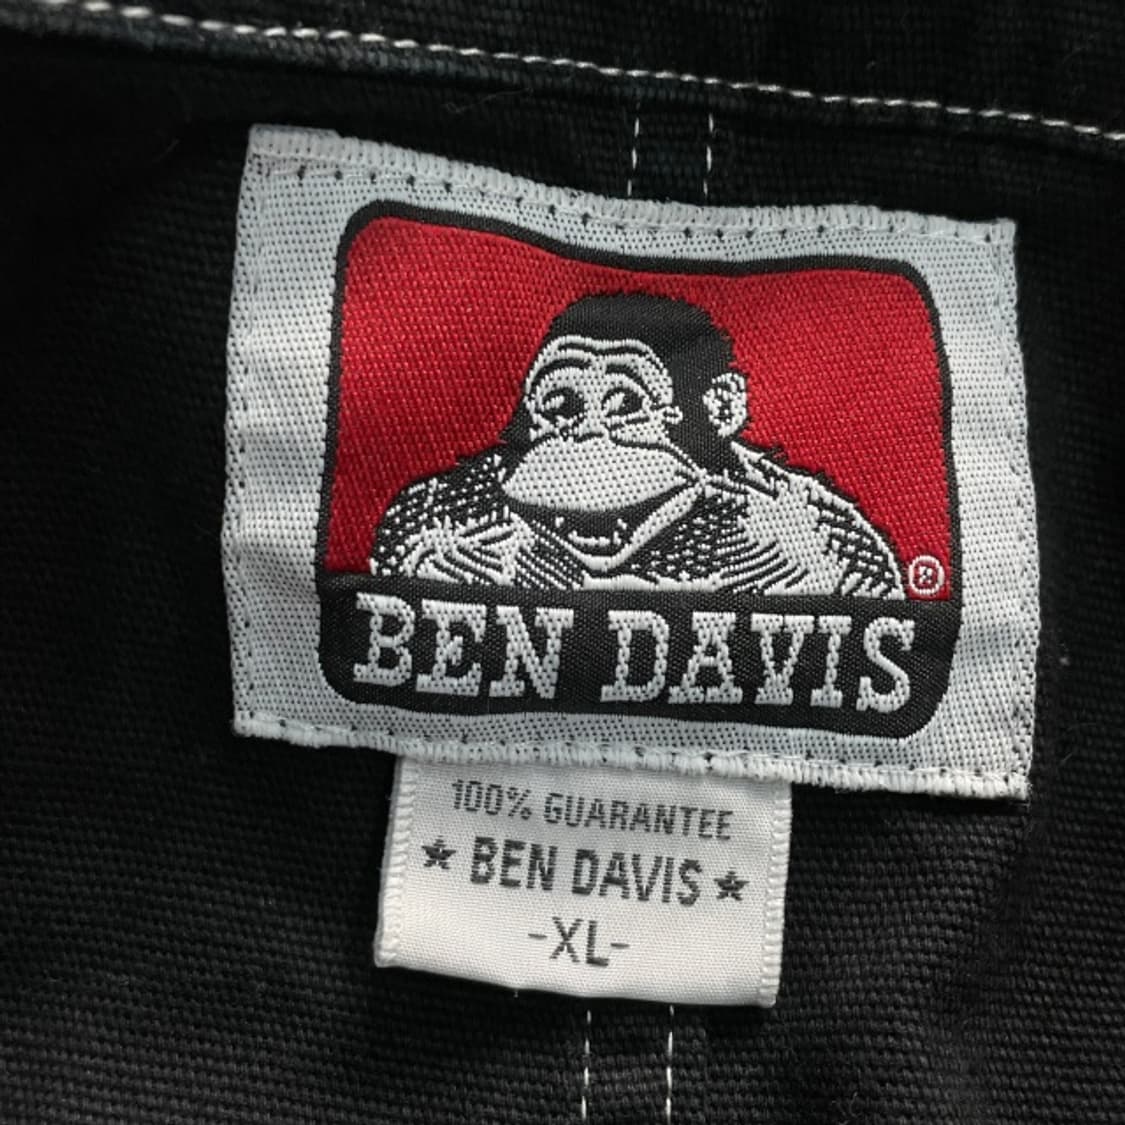 ®
BEN DAVIS
100% GUARANTEE
★ BEN DAVIS ★
-XL-